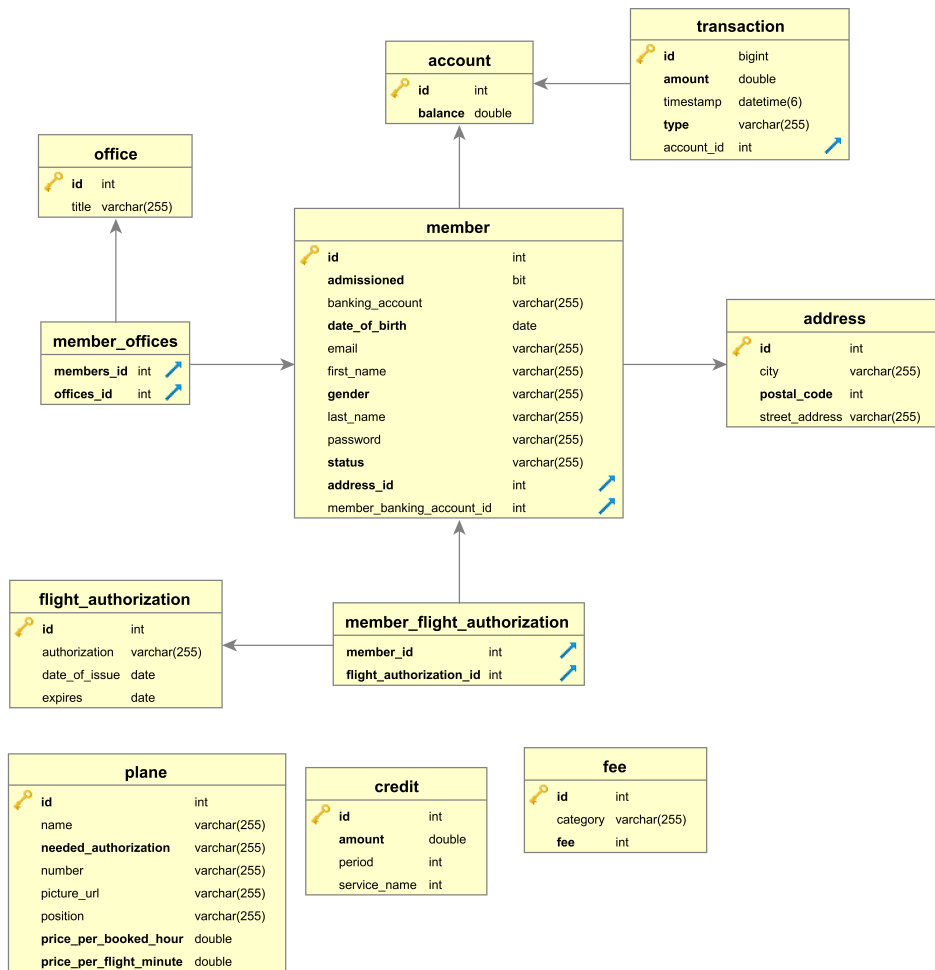 transaction
id bigint
amount double
timestamp datetime(6)
type varchar(255)
account_id int
account
id int
balance double
office
id int
title varchar(255)
member
id int
admissioned bit
banking_account varchar(255)
date_of_birth date
email varchar(255)
first_name varchar(255)
gender varchar(255)
last_name varchar(255)
password varchar(255)
status varchar(255)
address_id int
member_banking_account_id int
member_offices
members_id int
offices_id int
address
id int
city varchar(255)
postal_code int
street_address varchar(255)
flight_authorization
id int
authorization varchar(255)
date_of_issue date
expires date
member_flight_authorization
member_id int
flight_authorization_id int
plane
id int
name varchar(255)
needed_authorization varchar(255)
number varchar(255)
picture_url varchar(255)
position varchar(255)
price_per_booked_hour double
price_per_flight_minute double
credit
id int
amount double
period int
service_name int
fee
id int
category varchar(255)
fee int